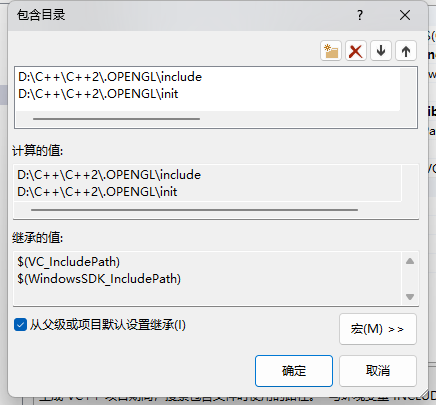 包含目录
D:\C++\C++2\.OPENGL\include
D:\C++\C++2\.OPENGL\init
计算的值:
D:\C++\C++2\.OPENGL\include
D:\C++\C++2\.OPENGL\init
继承的值:
$(VC_IncludePath)
$(WindowsSDK_IncludePath)
从父级或项目默认设置继承(I)
宏(M) >>
确定
取消